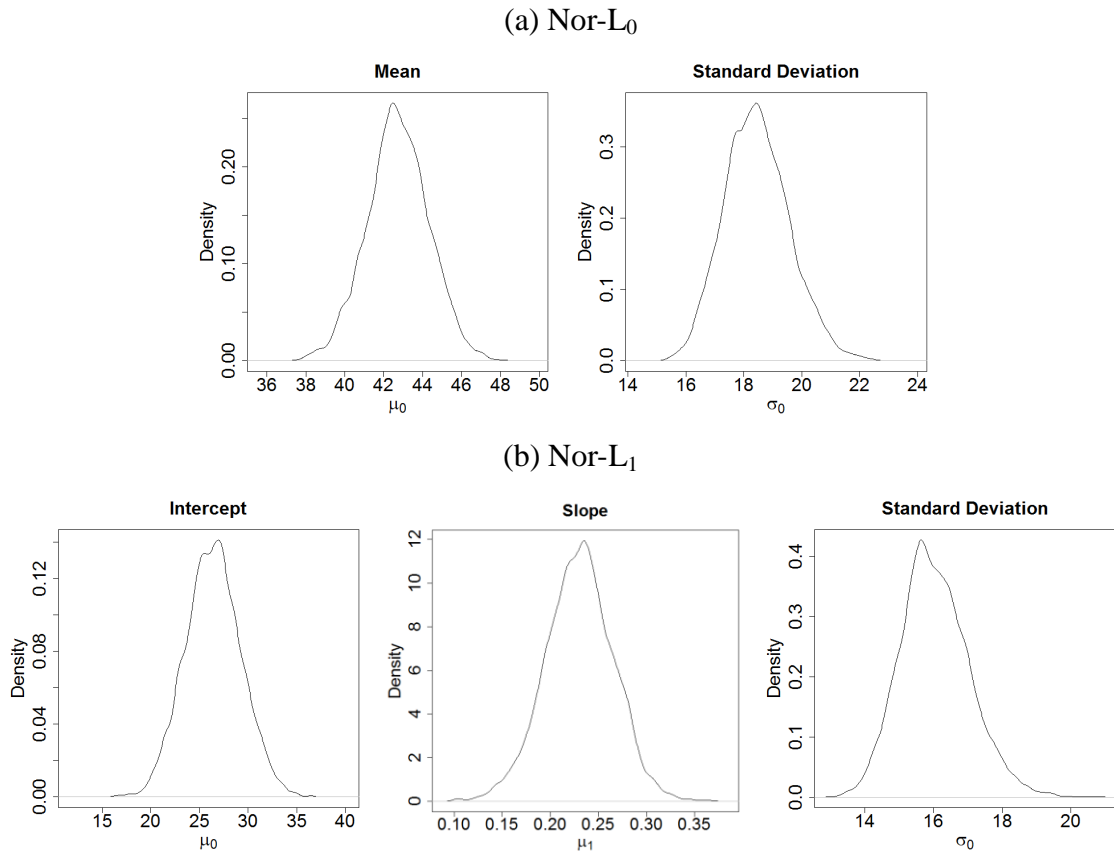 (a) Nor-L₀
Mean
Standard Deviation
Density
0.00
0.10
0.20
36 38 40 42 44 46 48 50
μ₀
Density
0.0
0.1
0.2
0.3
14 16 18 20 22 24
σ₀
(b) Nor-L₁
Intercept
Slope
Standard Deviation
Density
0.00
0.04
0.08
0.12
15 20 25 30 35 40
μ₀
Density
0
2
4
6
8
10
12
0.10 0.15 0.20 0.25 0.30 0.35
μ₁
Density
0.0
0.1
0.2
0.3
0.4
14 16 18 20
σ₀